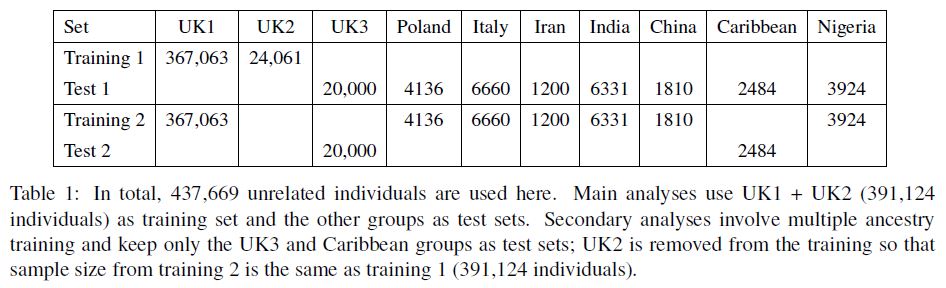 Set UK1 UK2 UK3 Poland Italy Iran India China Caribbean Nigeria
Training 1 367,063 24,061
Test 1 20,000 4136 6660 1200 6331 1810 2484 3924
Training 2 367,063 4136 6660 1200 6331 1810 3924
Test 2 20,000 2484
Table 1: In total, 437,669 unrelated individuals are used here. Main analyses use UK1 + UK2 (391,124
individuals) as training set and the other groups as test sets. Secondary analyses involve multiple ancestry
training and keep only the UK3 and Caribbean groups as test sets; UK2 is removed from the training so that
sample size from training 2 is the same as training 1 (391,124 individuals).